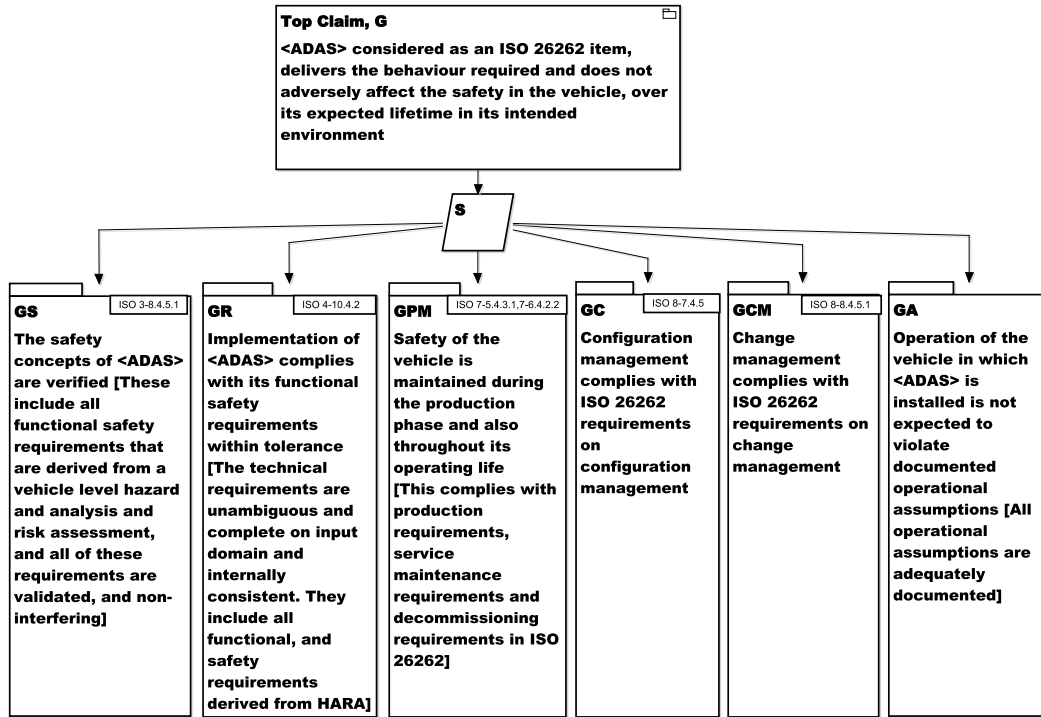 Top Claim, G
<ADAS> considered as an ISO 26262 item,
delivers the behaviour required and does not
adversely affect the safety in the vehicle, over
its expected lifetime in its intended
environment
S
GS
ISO 3-8.4.5.1
The safety
concepts of <ADAS>
are verified [These
include all
functional safety
requirements that
are derived from a
vehicle level hazard
and analysis and
risk assessment,
and all of these
requirements are
validated, and non-
interfering]
GR
ISO 4-10.4.2
Implementation of
<ADAS> complies
with its functional
safety
requirements
within tolerance
[The technical
requirements are
unambiguous and
complete on input
domain and
internally
consistent. They
include all
functional, and
safety
requirements
derived from HARA]
GPM
ISO 7-5.4.3.1,7-6.4.2.2
Safety of the
vehicle is
maintained during
the production
phase and also
throughout its
operating life
[This complies with
production
requirements,
service
maintenance
requirements and
decommissioning
requirements in ISO
26262]
GC
ISO 8-7.4.5
Configuration
management
complies with
ISO 26262
requirements
on
configuration
management
GCM
ISO 8-8.4.5.1
Change
management
complies with
ISO 26262
requirements on
change
management
GA
Operation of the
vehicle in which
<ADAS> is
installed is not
expected to
violate
documented
operational
assumptions [All
operational
assumptions are
adequately
documented]